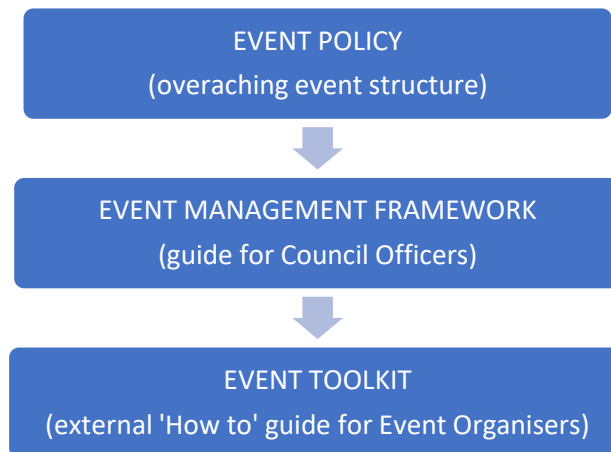 EVENT POLICY
(overaching event structure)
EVENT MANAGEMENT FRAMEWORK
(guide for Council Officers)
EVENT TOOLKIT
(external 'How to' guide for Event Organisers)